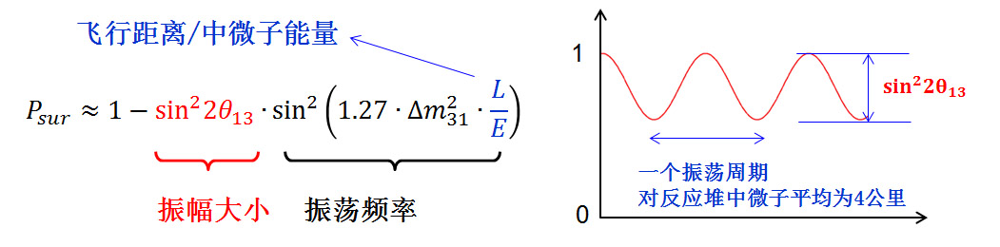 飞行距离/中微子能量
P_sur ≈ 1 − sin²2θ₁₃ · sin²(1.27 · Δm²₃₁ · L/E)
振幅大小 振荡频率
1
sin²2θ₁₃
一个振荡周期
对反应堆中微子平均为4公里
0